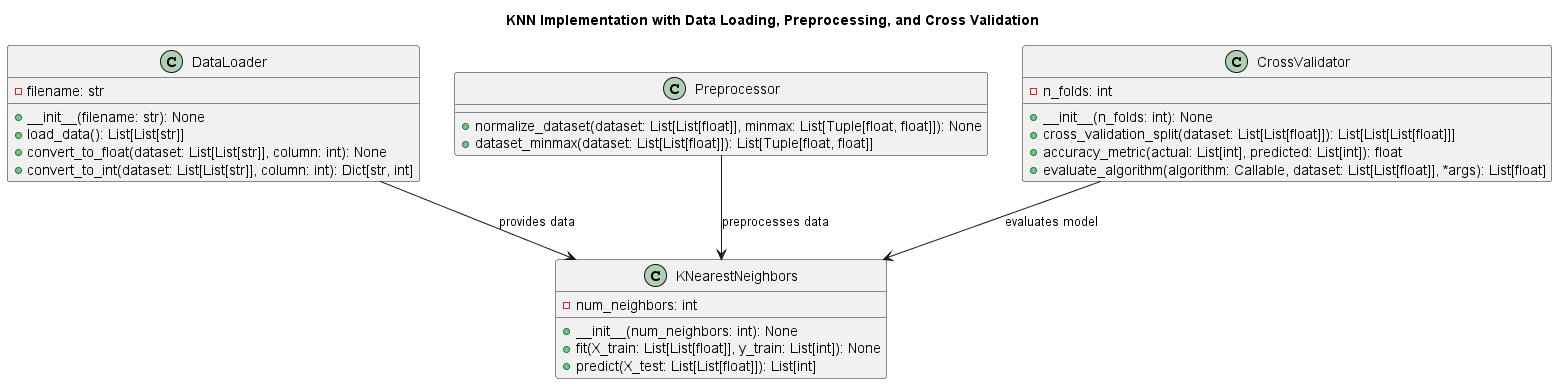 KNN Implementation with Data Loading, Preprocessing, and Cross Validation
C DataLoader
filename: str
__init__(filename: str): None
load_data(): List[List[str]]
convert_to_float(dataset: List[List[str]], column: int): None
convert_to_int(dataset: List[List[str]], column: int): Dict[str, int]
C Preprocessor
normalize_dataset(dataset: List[List[float]], minmax: List[Tuple[float, float]]): None
dataset_minmax(dataset: List[List[float]]): List[Tuple[float, float]]
C CrossValidator
n_folds: int
__init__(n_folds: int): None
cross_validation_split(dataset: List[List[float]]): List[List[List[float]]]
accuracy_metric(actual: List[int], predicted: List[int]): float
evaluate_algorithm(algorithm: Callable, dataset: List[List[float]], *args): List[float]
provides data
preprocesses data
evaluates model
C KNearestNeighbors
num_neighbors: int
__init__(num_neighbors: int): None
fit(X_train: List[List[float]], y_train: List[int]): None
predict(X_test: List[List[float]]): List[int]